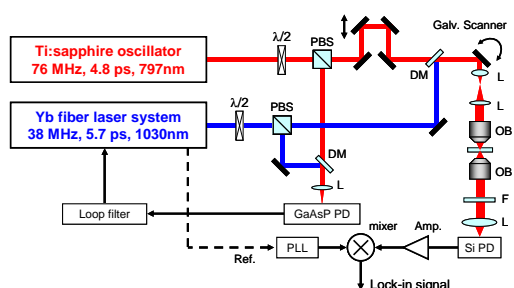 Galv. Scanner
λ/2
PBS
Ti:sapphire oscillator
76 MHz, 4.8 ps, 797nm
DM
L
λ/2
PBS
L
Yb fiber laser system
38 MHz, 5.7 ps, 1030nm
OB
DM
OB
L
F
Loop filter
GaAsP PD
L
mixer
Amp.
PLL
Si PD
Ref.
Lock-in signal